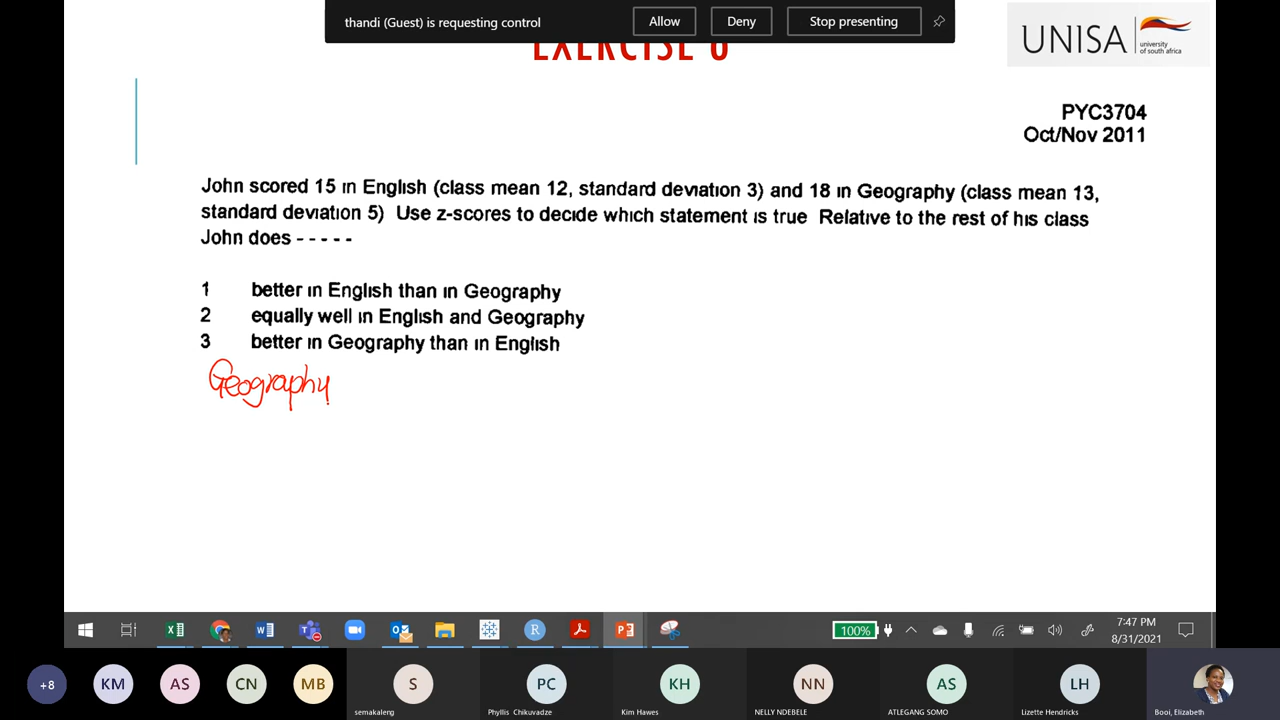 thandi (Guest) is requesting control
Allow
Deny
Stop presenting
UNISA
university
of south africa
PYC3704
Oct/Nov 2011
John scored 15 in English (class mean 12, standard deviation 3) and 18 in Geography (class mean 13,
standard deviation 5) Use z-scores to decide which statement is true Relative to the rest of his class
John does - - - - -
1 better in English than in Geography
2 equally well in English and Geography
3 better in Geography than in English
Geography
100%
7:47 PM
8/31/2021
+8
KM
AS
CN
MB
S
PC
KH
NN
AS
LH
semakaleng
Phyllis Chikuvadze
Kim Hawes
NELLY NDEBELE
ATLEGANG SOMO
Lizette Hendricks
Booi, Elizabeth